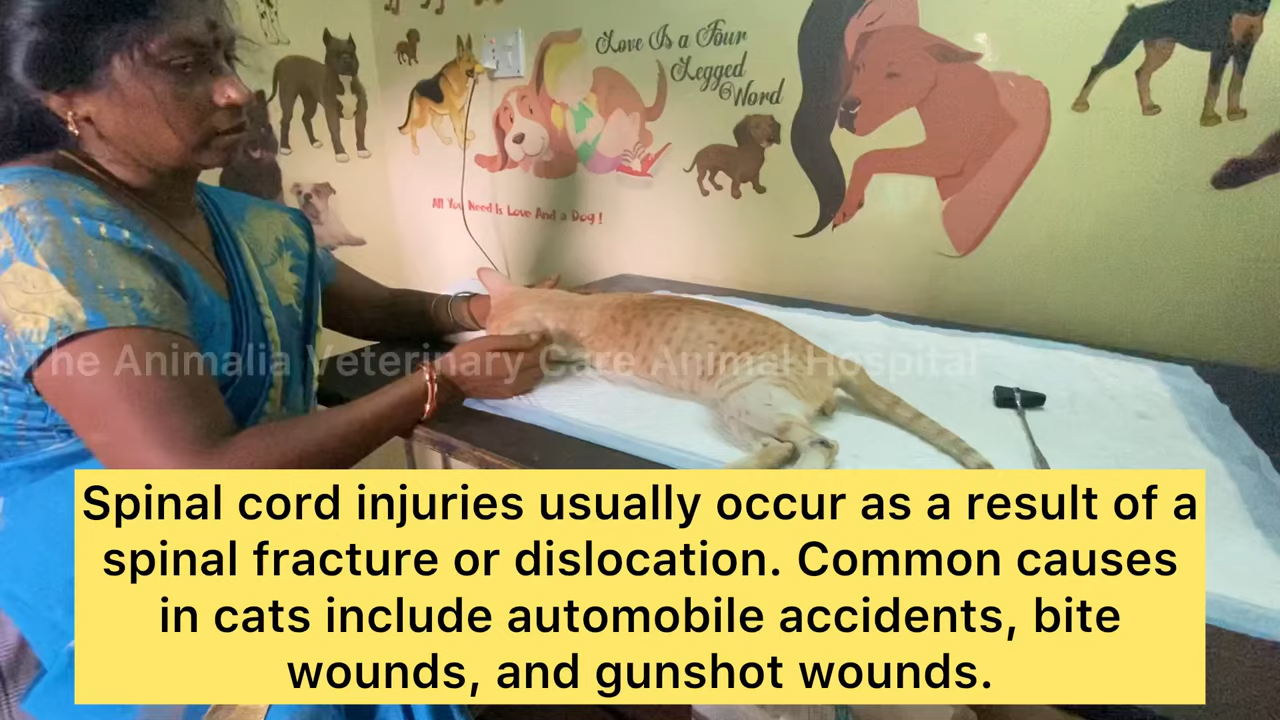 Love Is a Four
Legged
Word
All You Need Is Love And a Dog !
The Animalia Veterinary Care Animal Hospital
Spinal cord injuries usually occur as a result of a
spinal fracture or dislocation. Common causes
in cats include automobile accidents, bite
wounds, and gunshot wounds.